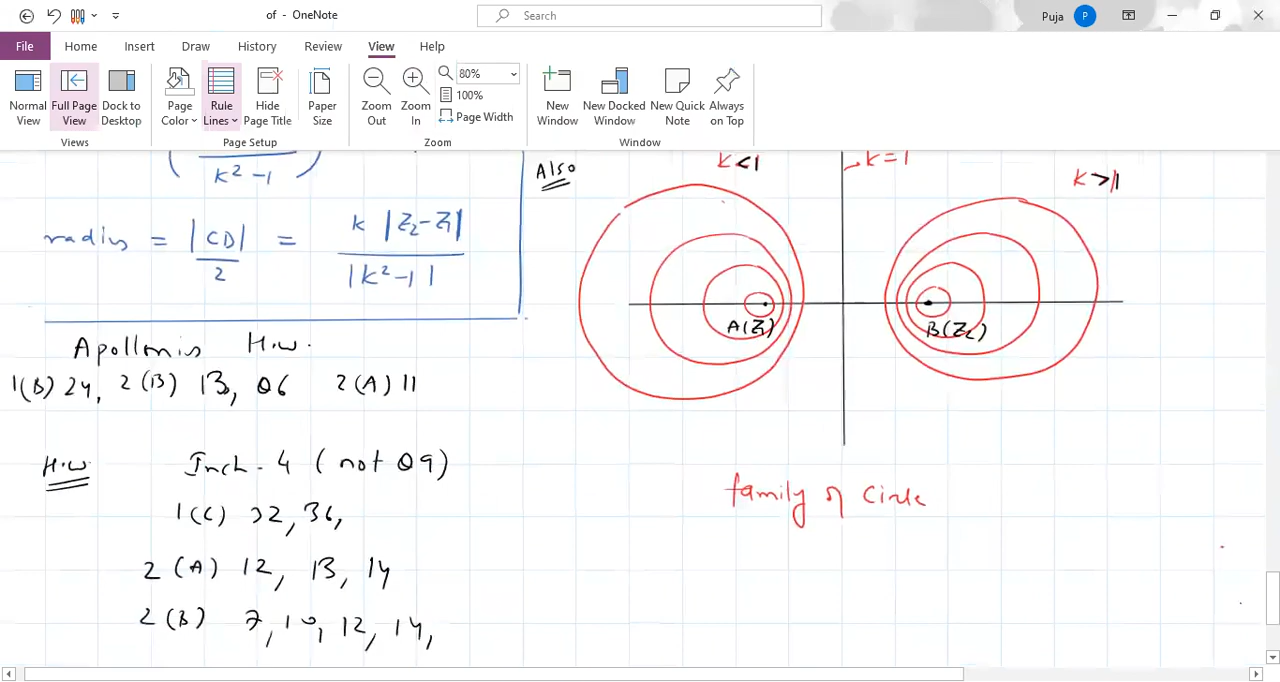 of - OneNote
Search
Puja
P
File Home Insert Draw History Review View Help
80%
100%
Page Width
Normal View
Full Page View
Dock to Desktop
Page Color
Rule Lines
Hide Page Title
Paper Size
Zoom Out
Zoom In
New Window
New Docked Window
New Quick Note
Always on Top
Views
Page Setup
Zoom
Window
k²-1
radius = |CD|/2 = k |Z₂-Z₁| / |k²-1|
Apollonis H.w.
1(B) 24, 2(B) 13, 06 2(A) 11
H.w. Inch-4 (not Q9)
1(C) 32, 36,
2(A) 12, 13, 14
2(B) 7, 10, 12, 14,
Also
k<1
k=1
k>1
A(Z₁)
B(Z₂)
family of Circle